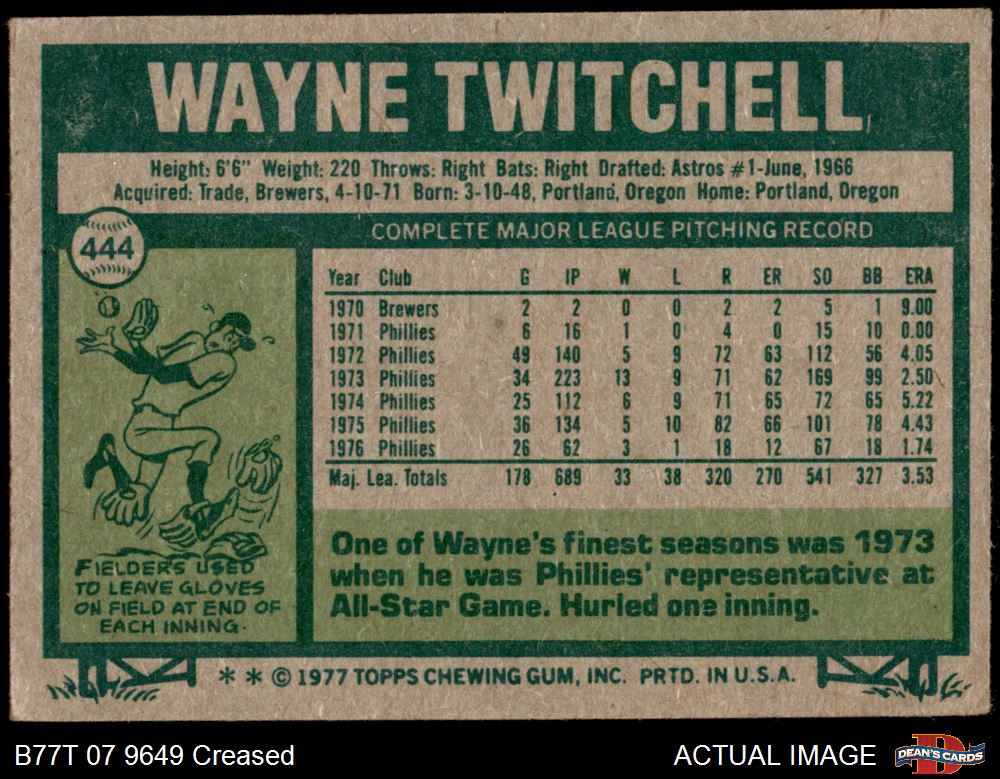 WAYNE TWITCHELL
Height: 6'6" Weight: 220 Throws: Right Bats: Right Drafted: Astros #1-June, 1966
Acquired: Trade, Brewers, 4-10-71 Born: 3-10-48, Portland, Oregon Home: Portland, Oregon
444
COMPLETE MAJOR LEAGUE PITCHING RECORD
Year Club G IP W L R ER SO BB ERA
1970 Brewers 2 2 0 0 2 2 5 1 9.00
1971 Phillies 6 16 1 0 4 0 15 10 0.00
1972 Phillies 49 140 5 9 72 63 112 56 4.05
1973 Phillies 34 223 13 9 71 62 169 99 2.50
1974 Phillies 25 112 6 9 71 65 72 65 5.22
1975 Phillies 36 134 5 10 82 66 101 78 4.43
1976 Phillies 26 62 3 1 18 12 67 18 1.74
Maj. Lea. Totals 178 689 33 38 320 270 541 327 3.53
FIELDERS USED
TO LEAVE GLOVES
ON FIELD AT END OF
EACH INNING.
One of Wayne's finest seasons was 1973
when he was Phillies' representative at
All-Star Game. Hurled one inning.
* * © 1977 TOPPS CHEWING GUM, INC. PRTD. IN U.S.A.
B77T 07 9649 Creased
ACTUAL IMAGE
DEAN'S CARDS